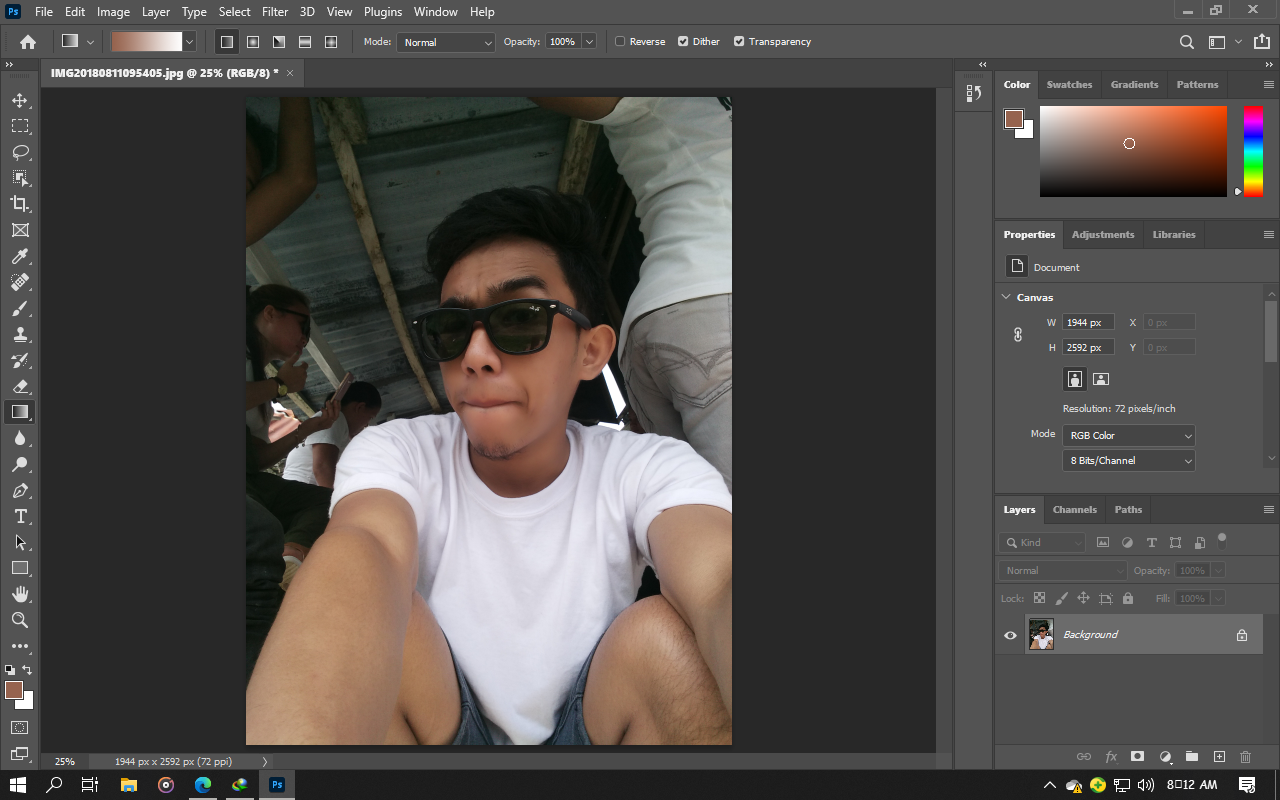 Ps File Edit Image Layer Type Select Filter 3D View Plugins Window Help
Mode: Normal Opacity: 100% Reverse Dither Transparency
IMG20180811095405.jpg @ 25% (RGB/8) *
Color Swatches Gradients Patterns
Properties Adjustments Libraries
Document
Canvas
W 1944 px X 0 px
H 2592 px Y 0 px
Resolution: 72 pixels/inch
Mode RGB Color
8 Bits/Channel
Layers Channels Paths
Kind
Normal Opacity: 100%
Lock: Fill: 100%
Background
25% 1944 px x 2592 px (72 ppi)
Ps 8▯12 AM